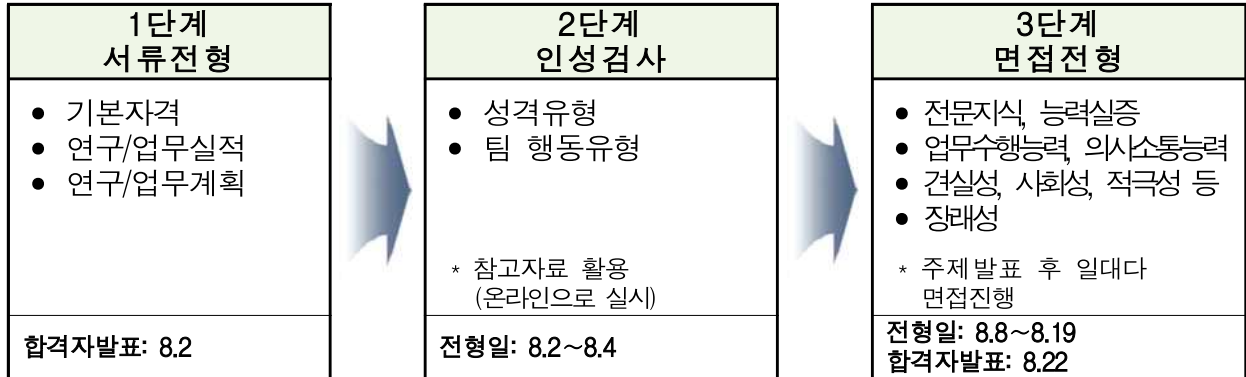 1단계
서류전형
● 기본자격
● 연구/업무실적
● 연구/업무계획
합격자발표: 8.2
2단계
인성검사
● 성격유형
● 팀 행동유형
* 참고자료 활용
(온라인으로 실시)
전형일: 8.2~8.4
3단계
면접전형
● 전문지식, 능력실증
● 업무수행능력, 의사소통능력
● 견실성, 사회성, 적극성 등
● 장래성
* 주제발표 후 일대다
면접진행
전형일: 8.8~8.19
합격자발표: 8.22